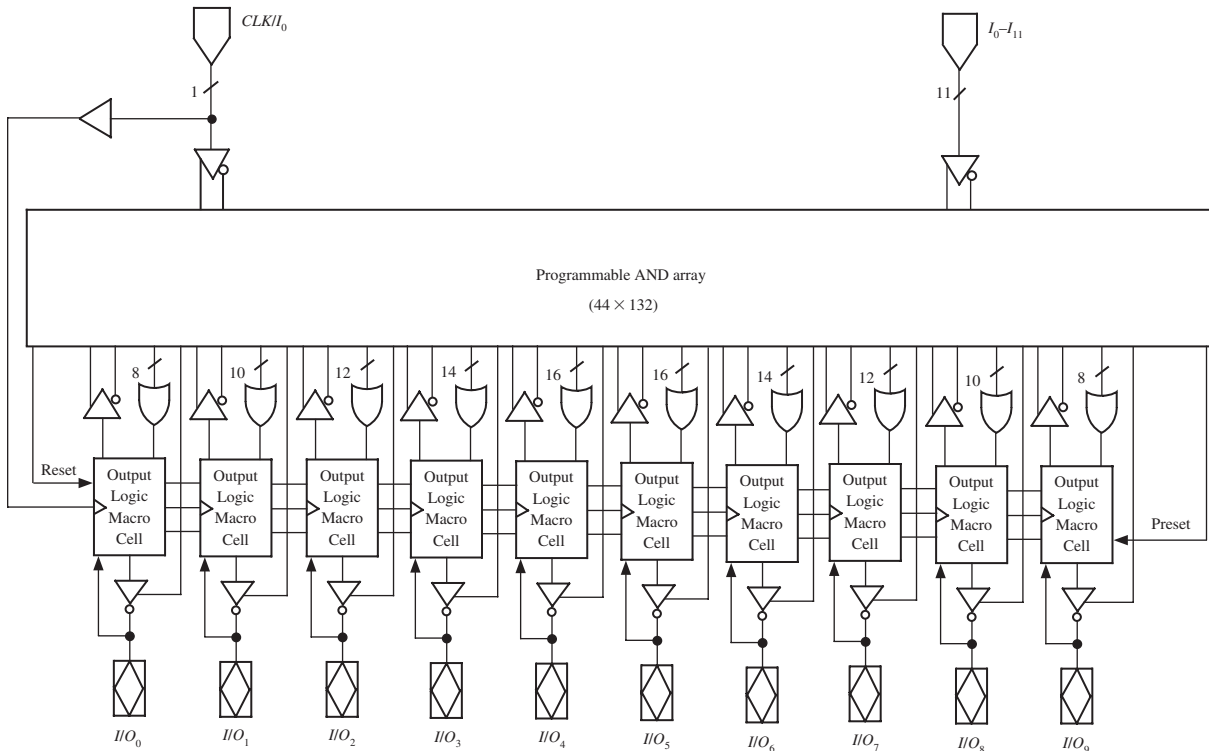 CLK/I₀
I₀–I₁₁
1
11
Programmable AND array
(44 × 132)
8
10
12
14
16
16
14
12
10
8
Reset
Output
Logic
Macro
Cell
Output
Logic
Macro
Cell
Output
Logic
Macro
Cell
Output
Logic
Macro
Cell
Output
Logic
Macro
Cell
Output
Logic
Macro
Cell
Output
Logic
Macro
Cell
Output
Logic
Macro
Cell
Output
Logic
Macro
Cell
Output
Logic
Macro
Cell
Preset
I/O₀
I/O₁
I/O₂
I/O₃
I/O₄
I/O₅
I/O₆
I/O₇
I/O₈
I/O₉